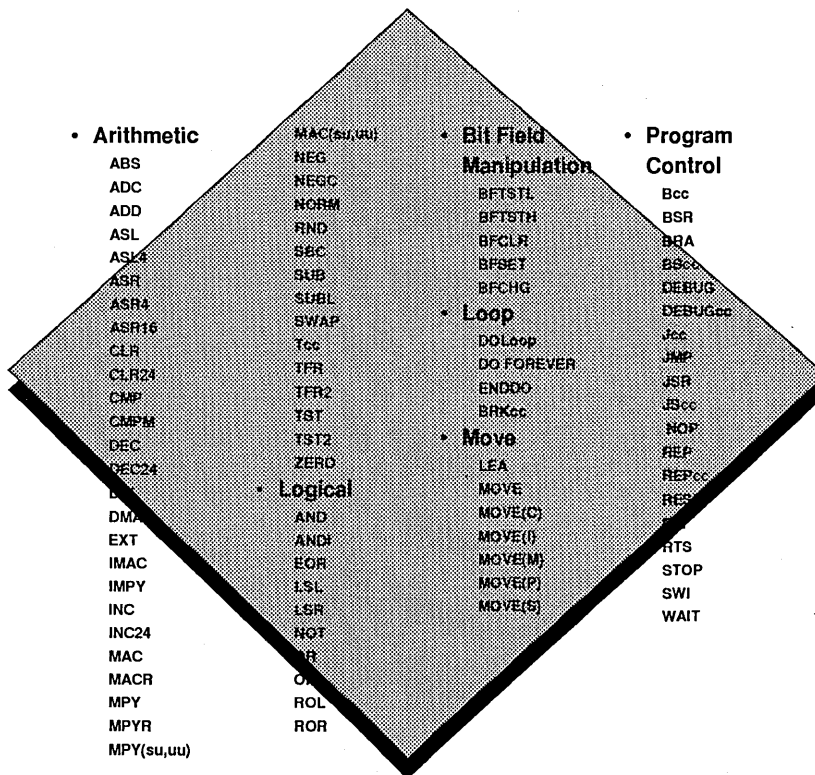 • Arithmetic
ABS
ADC
ADD
ASL
ASL4
ASR
ASR4
ASR16
CLR
CLR24
CMP
CMPM
DEC
DEC24
EXT
IMAC
IMPY
INC
INC24
MAC
MACR
MPY
MPYR
MPY(su,uu)
MAC(su,uu)
NEG
NEGC
NORM
RND
SBC
SUB
SUBL
SWAP
Tcc
TFR
TFR2
TST
TST2
ZERO
• Logical
AND
ANDI
EOR
LSL
LSR
NOT
ROL
ROR
• Bit Field
Manipulation
BFTSTL
BFTSTH
BFCLR
BFSET
BFCHG
• Loop
DOLoop
DO FOREVER
ENDDO
BRKcc
• Move
LEA
MOVE
MOVE(C)
MOVE(I)
MOVE(M)
MOVE(P)
MOVE(S)
• Program
Control
Bcc
BSR
BRA
BScc
DEBUG
DEBUGcc
Jcc
JMP
JSR
JScc
NOP
REP
REPcc
RTS
STOP
SWI
WAIT